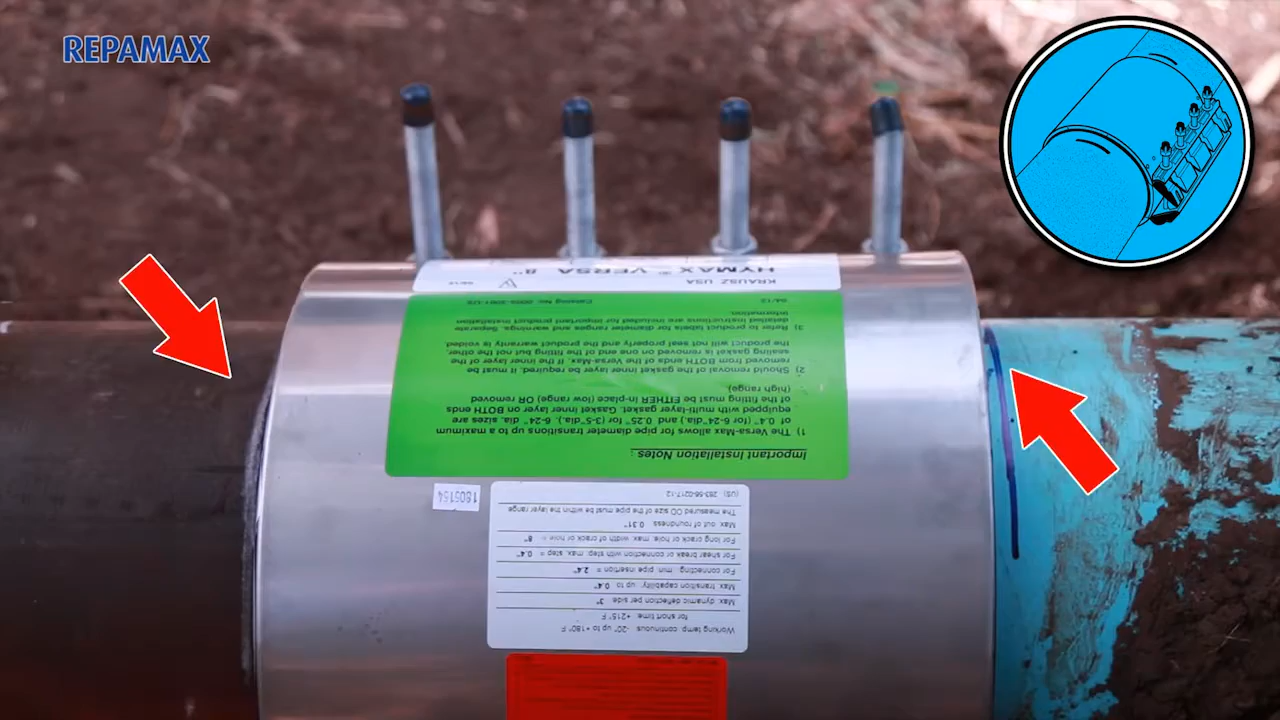 REPAMAX
Working temp. continuous: -20° up to +180°F
for short time: +215°F
Max. dynamic deflection per side: 3°
Max. transition capability: up to 0.4"
For connecting: min. pipe insertion = 2.4"
For shear break or connection with step: max. step = 0.4"
For long crack or hole: max. width of crack or hole = 8"
Max. out of roundness: 0.31"
The measured OD size of the pipe must be within the layer range
(US) 293-56-0217-12
1805154
Important Installation Notes :
1) The Versa-Max allows for pipe diameter transitions up to a maximum
of 0.4" (for 6-24"dia.) and 0.25" for (3-5"dia.). 6-24" dia. sizes are
equipped with multi-layer gasket. Gasket inner layer on BOTH ends
of the fitting must be EITHER in-place (low range) OR removed
(high range)
2) Should removal of the gasket inner layer be required, it must be
removed from BOTH ends of the Versa-Max. If the inner layer of the
sealing gasket is removed on one end of the fitting but not the other,
the product will not seal properly and the product warranty is voided.
3) Refer to product labels for diameter ranges and warnings. Separate
detailed instructions are included for important product installation
information.
04/12 Catalog No.
KRAUSZ USA
HYMAX® VERSA 8"